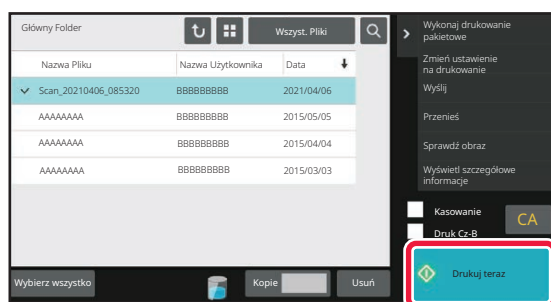 Główny Folder
Wszyst. Pliki
Nazwa Pliku Nazwa Użytkownika Data
Scan_20210406_085320 BBBBBBBBB 2021/04/06
AAAAAAAA BBBBBBBBB 2015/05/05
AAAAAAAA BBBBBBBBB 2015/04/04
AAAAAAAA BBBBBBBBB 2015/03/03
Wybierz wszystko
Kopie
Usuń
Wykonaj drukowanie
pakietowe
Zmień ustawienie
na drukowanie
Wyślij
Przenieś
Sprawdź obraz
Wyświetl szczegółowe
informacje
Kasowanie
Druk Cz-B
CA
Drukuj teraz